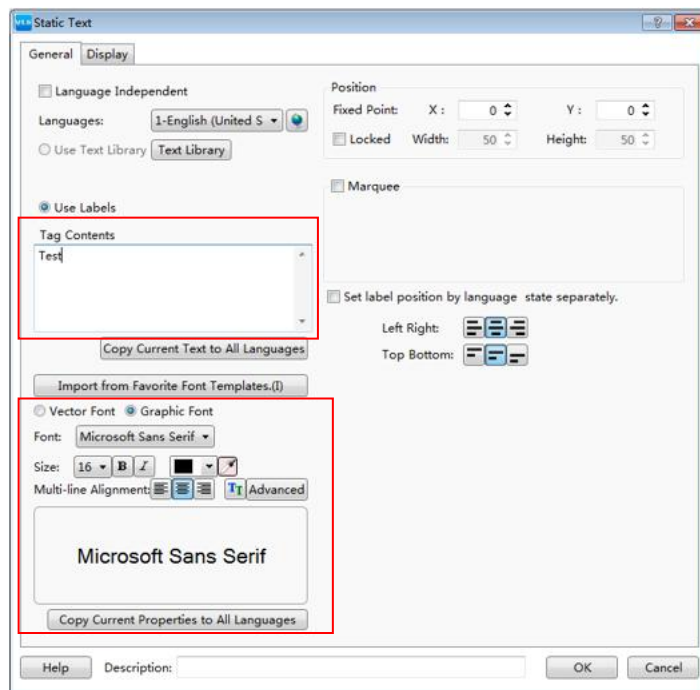 Static Text
General Display
Language Independent
Languages: 1-English (United S
Use Text Library Text Library
Use Labels
Tag Contents
Test
Copy Current Text to All Languages
Import from Favorite Font Templates.(I)
Vector Font Graphic Font
Font: Microsoft Sans Serif
Size: 16 B I
Multi-line Alignment: TT Advanced
Microsoft Sans Serif
Copy Current Properties to All Languages
Position
Fixed Point: X : 0 Y : 0
Locked Width: 50 Height: 50
Marquee
Set label position by language state separately.
Left Right:
Top Bottom:
Help Description: OK Cancel